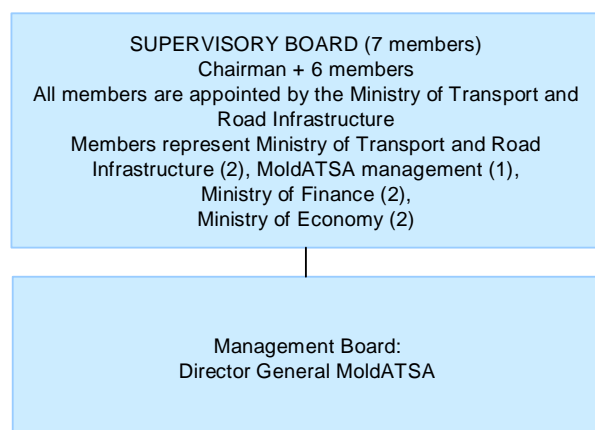 SUPERVISORY BOARD (7 members)
Chairman + 6 members
All members are appointed by the Ministry of Transport and
Road Infrastructure
Members represent Ministry of Transport and Road
Infrastructure (2), MoldATSA management (1),
Ministry of Finance (2),
Ministry of Economy (2)
Management Board:
Director General MoldATSA